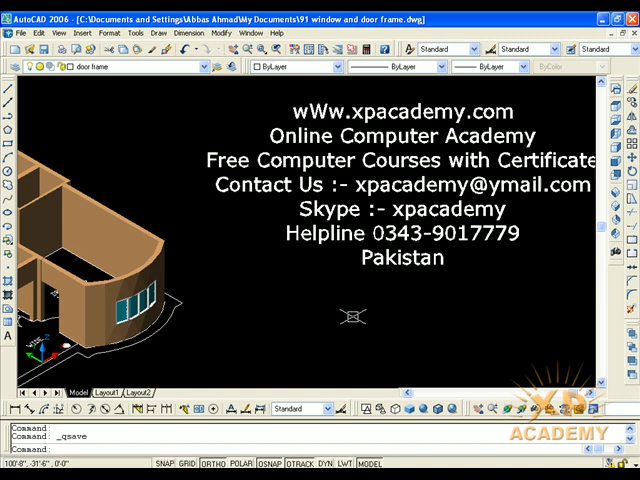 AutoCAD 2006 - [C:\Documents and Settings\Abbas Ahmad\My Documents\91 window and door frame.dwg]
File Edit View Insert Format Tools Draw Dimension Modify Window Help
Standard Standard Standard
door frame ByLayer ByLayer ByLayer ByColor
wWw.xpacademy.com
Online Computer Academy
Free Computer Courses with Certificate
Contact Us :- xpacademy@ymail.com
Skype :- xpacademy
Helpline 0343-9017779
Pakistan
Model Layout1 Layout2
Standard
XP
ACADEMY
Command:
Command: _qsave
Command:
100'-8", -31'-6", 0'-0" SNAP GRID ORTHO POLAR OSNAP OTRACK DYN LWT MODEL